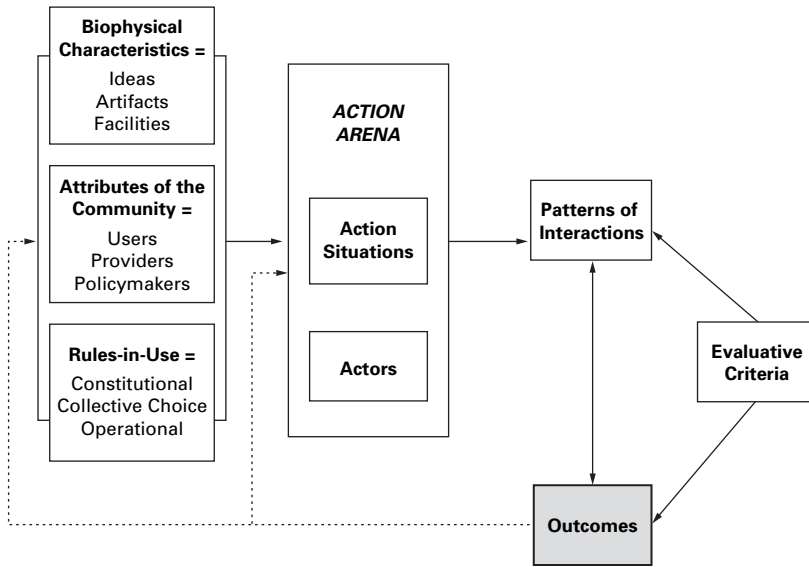 Biophysical
Characteristics =
Ideas
Artifacts
Facilities
Attributes of the
Community =
Users
Providers
Policymakers
Rules-in-Use =
Constitutional
Collective Choice
Operational
ACTION
ARENA
Action
Situations
Actors
Patterns of
Interactions
Evaluative
Criteria
Outcomes